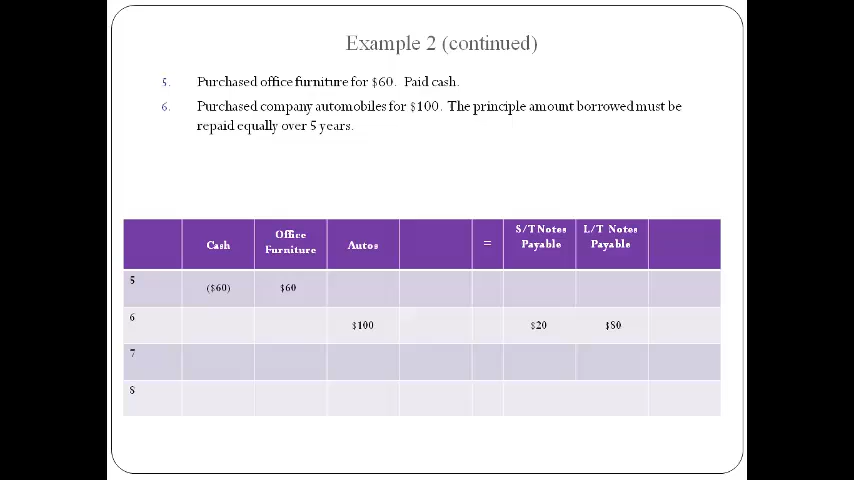 Example 2 (continued)
5. Purchased office furniture for $60. Paid cash.
6. Purchased company automobiles for $100. The principle amount borrowed must be
repaid equally over 5 years.
Cash Office Furniture Autos = S/T Notes Payable L/T Notes Payable
5 ($60) $60
6 $100 $20 $80
7
8